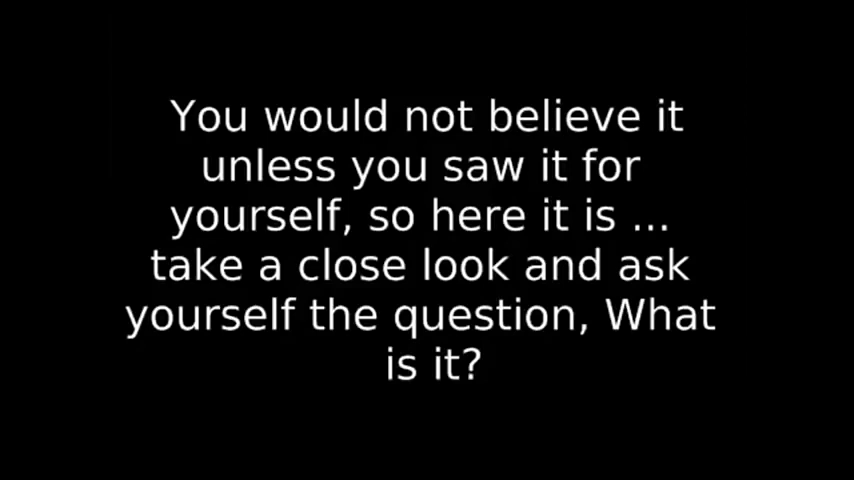 You would not believe it
unless you saw it for
yourself, so here it is ...
take a close look and ask
yourself the question, What
is it?